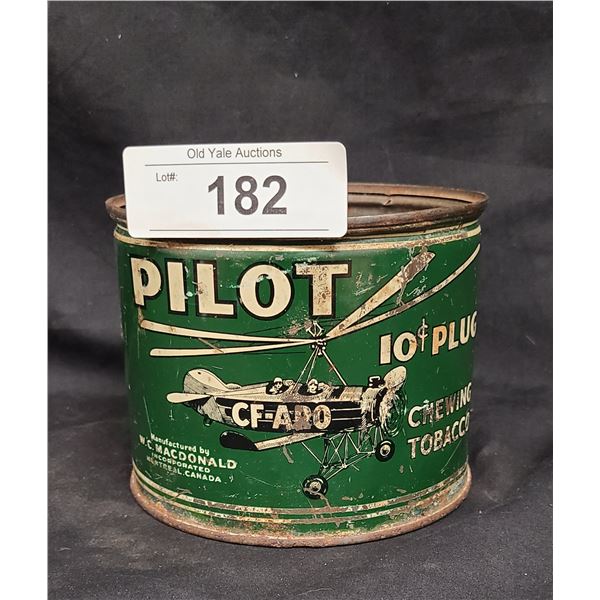 Old Yale Auctions
Lot#:
182
PILOT
10¢ PLUG
CF-ARO
CHEWING
TOBACCO
Manufactured by
W.C. MACDONALD
INCORPORATED
MONTREAL, CANADA